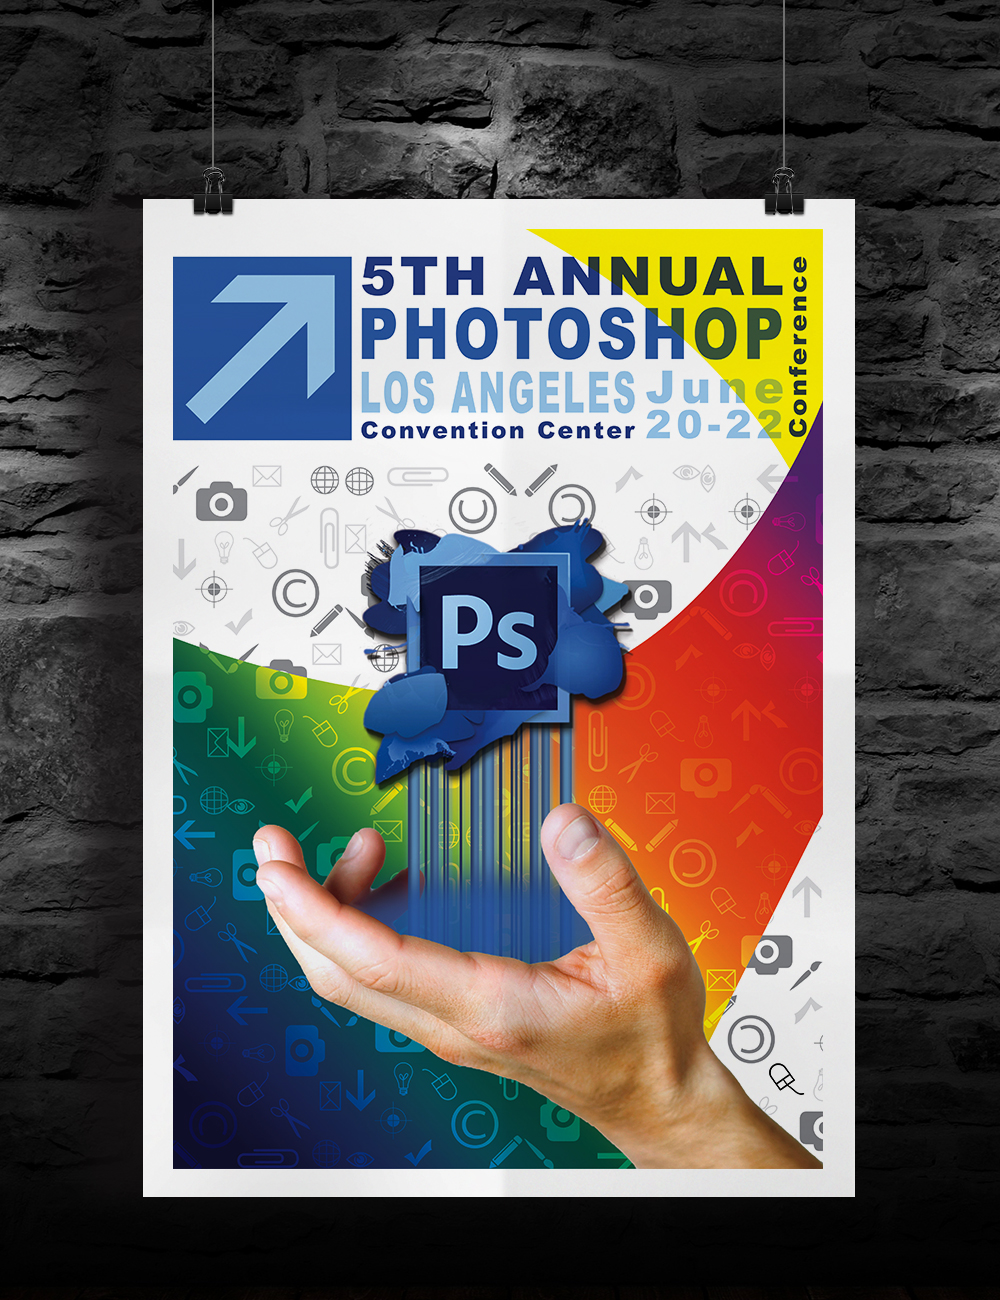 5TH ANNUAL
PHOTOSHOP
Conference
LOS ANGELES
Convention Center
June
20-22
Ps